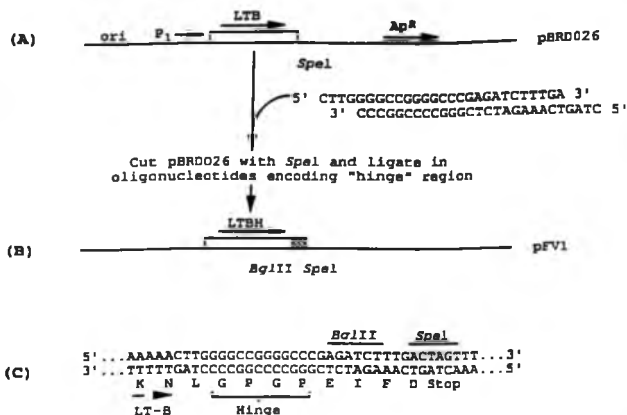 (A)
ori
P1
LTB
ApR
pBRD026
SpeI
5' CTTGGGGCCGGGGCCCGAGATCTTTGA 3'
3' CCCGGCCCCGGGCTCTAGAAACTGATC 5'
Cut pBRD026 with SpeI and ligate in
oligonucleotides encoding "hinge" region
LTBH
(B)
pFV1
BglII SpeI
BglII SpeI
5'...AAAAACTTGGGGCCGGGGCCCGAGATCTTTGACTAGTTT...3'
(C)
3'...TTTTTGATCCCCGGCCCCGGGCTCTAGAAACTGATCAAA...5'
K N L G P G P E I F D Stop
LT-B Hinge